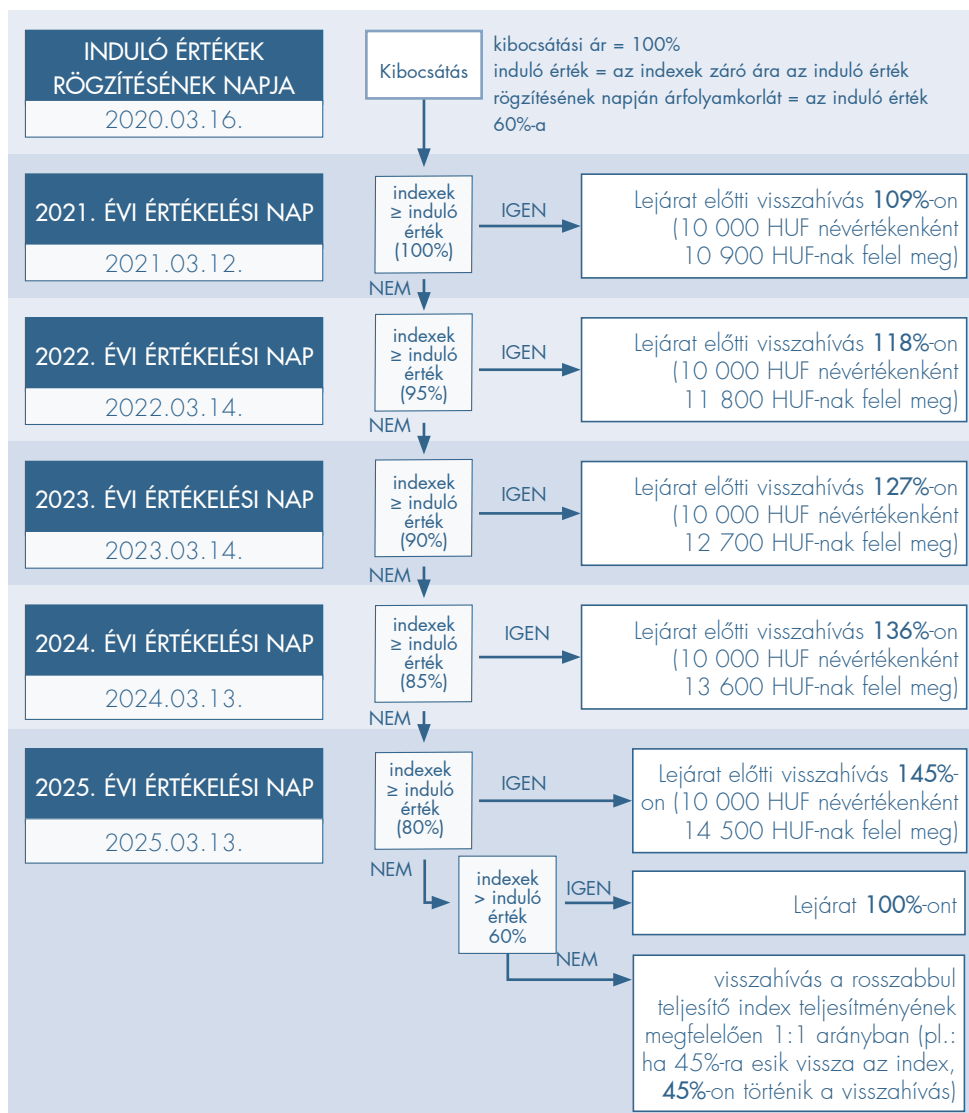 INDULÓ ÉRTÉKEK
RÖGZÍTÉSÉNEK NAPJA
2020.03.16.
Kibocsátás
kibocsátási ár = 100%
induló érték = az indexek záró ára az induló érték
rögzítésének napján árfolyamkorlát = az induló érték
60%-a
2021. ÉVI ÉRTÉKELÉSI NAP
2021.03.12.
indexek
≥ induló
érték
(100%)
IGEN
Lejárat előtti visszahívás 109%-on
(10 000 HUF névértékenként
10 900 HUF-nak felel meg)
NEM
2022. ÉVI ÉRTÉKELÉSI NAP
2022.03.14.
indexek
≥ induló
érték
(95%)
IGEN
Lejárat előtti visszahívás 118%-on
(10 000 HUF névértékenként
11 800 HUF-nak felel meg)
NEM
2023. ÉVI ÉRTÉKELÉSI NAP
2023.03.14.
indexek
≥ induló
érték
(90%)
IGEN
Lejárat előtti visszahívás 127%-on
(10 000 HUF névértékenként
12 700 HUF-nak felel meg)
NEM
2024. ÉVI ÉRTÉKELÉSI NAP
2024.03.13.
indexek
≥ induló
érték
(85%)
IGEN
Lejárat előtti visszahívás 136%-on
(10 000 HUF névértékenként
13 600 HUF-nak felel meg)
NEM
2025. ÉVI ÉRTÉKELÉSI NAP
2025.03.13.
indexek
≥ induló
érték
(80%)
IGEN
Lejárat előtti visszahívás 145%-
on (10 000 HUF névértékenként
14 500 HUF-nak felel meg)
NEM
indexek
> induló
érték
60%
IGEN
Lejárat 100%-ont
NEM
visszahívás a rosszabbul
teljesítő index teljesítményének
megfelelően 1:1 arányban (pl.:
ha 45%-ra esik vissza az index,
45%-on történik a visszahívás)